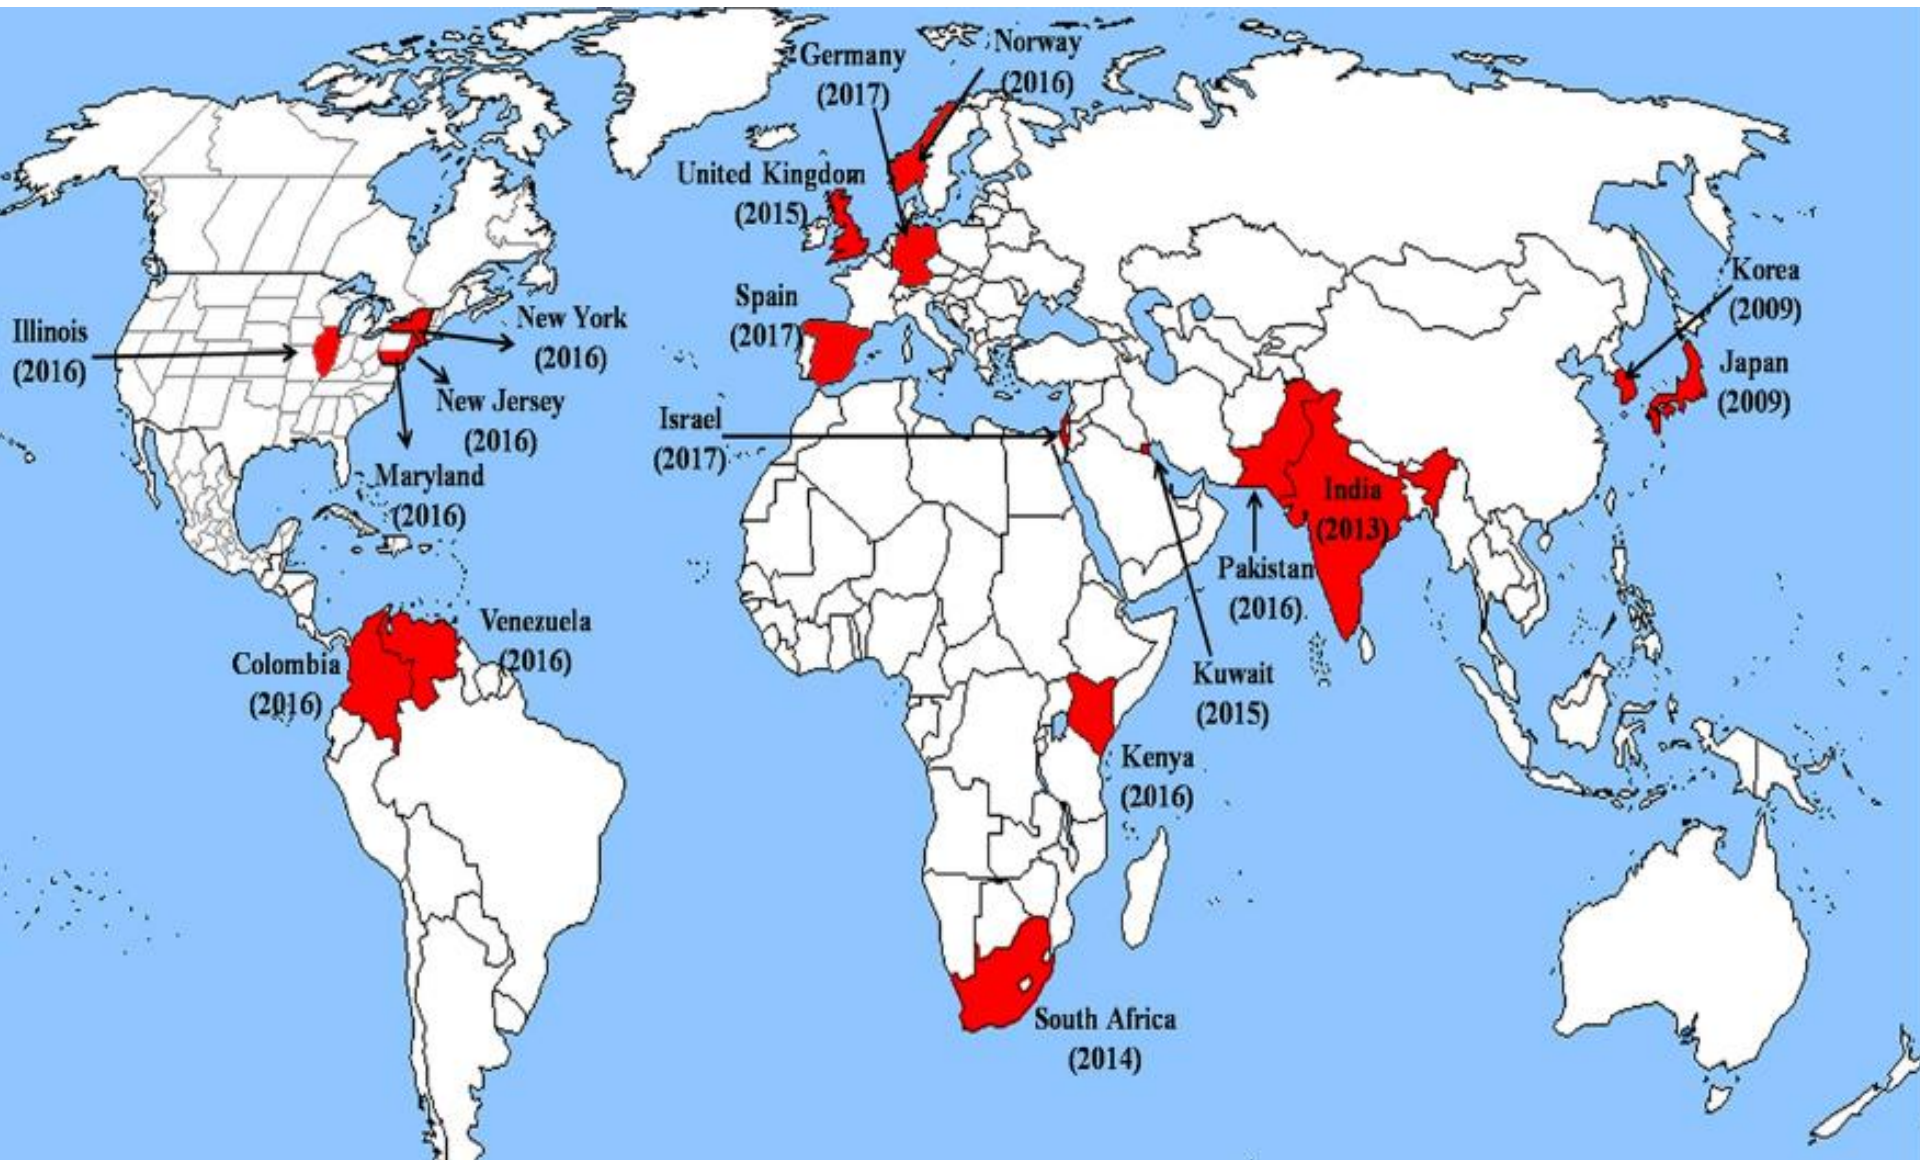 Germany
(2017)
Norway
(2016)
United Kingdom
(2015)
Spain
(2017)
Illinois
(2016)
New York
(2016)
New Jersey
(2016)
Maryland
(2016)
Israel
(2017)
Korea
(2009)
Japan
(2009)
India
(2013)
Pakistan
(2016)
Kuwait
(2015)
Venezuela
(2016)
Colombia
(2016)
Kenya
(2016)
South Africa
(2014)